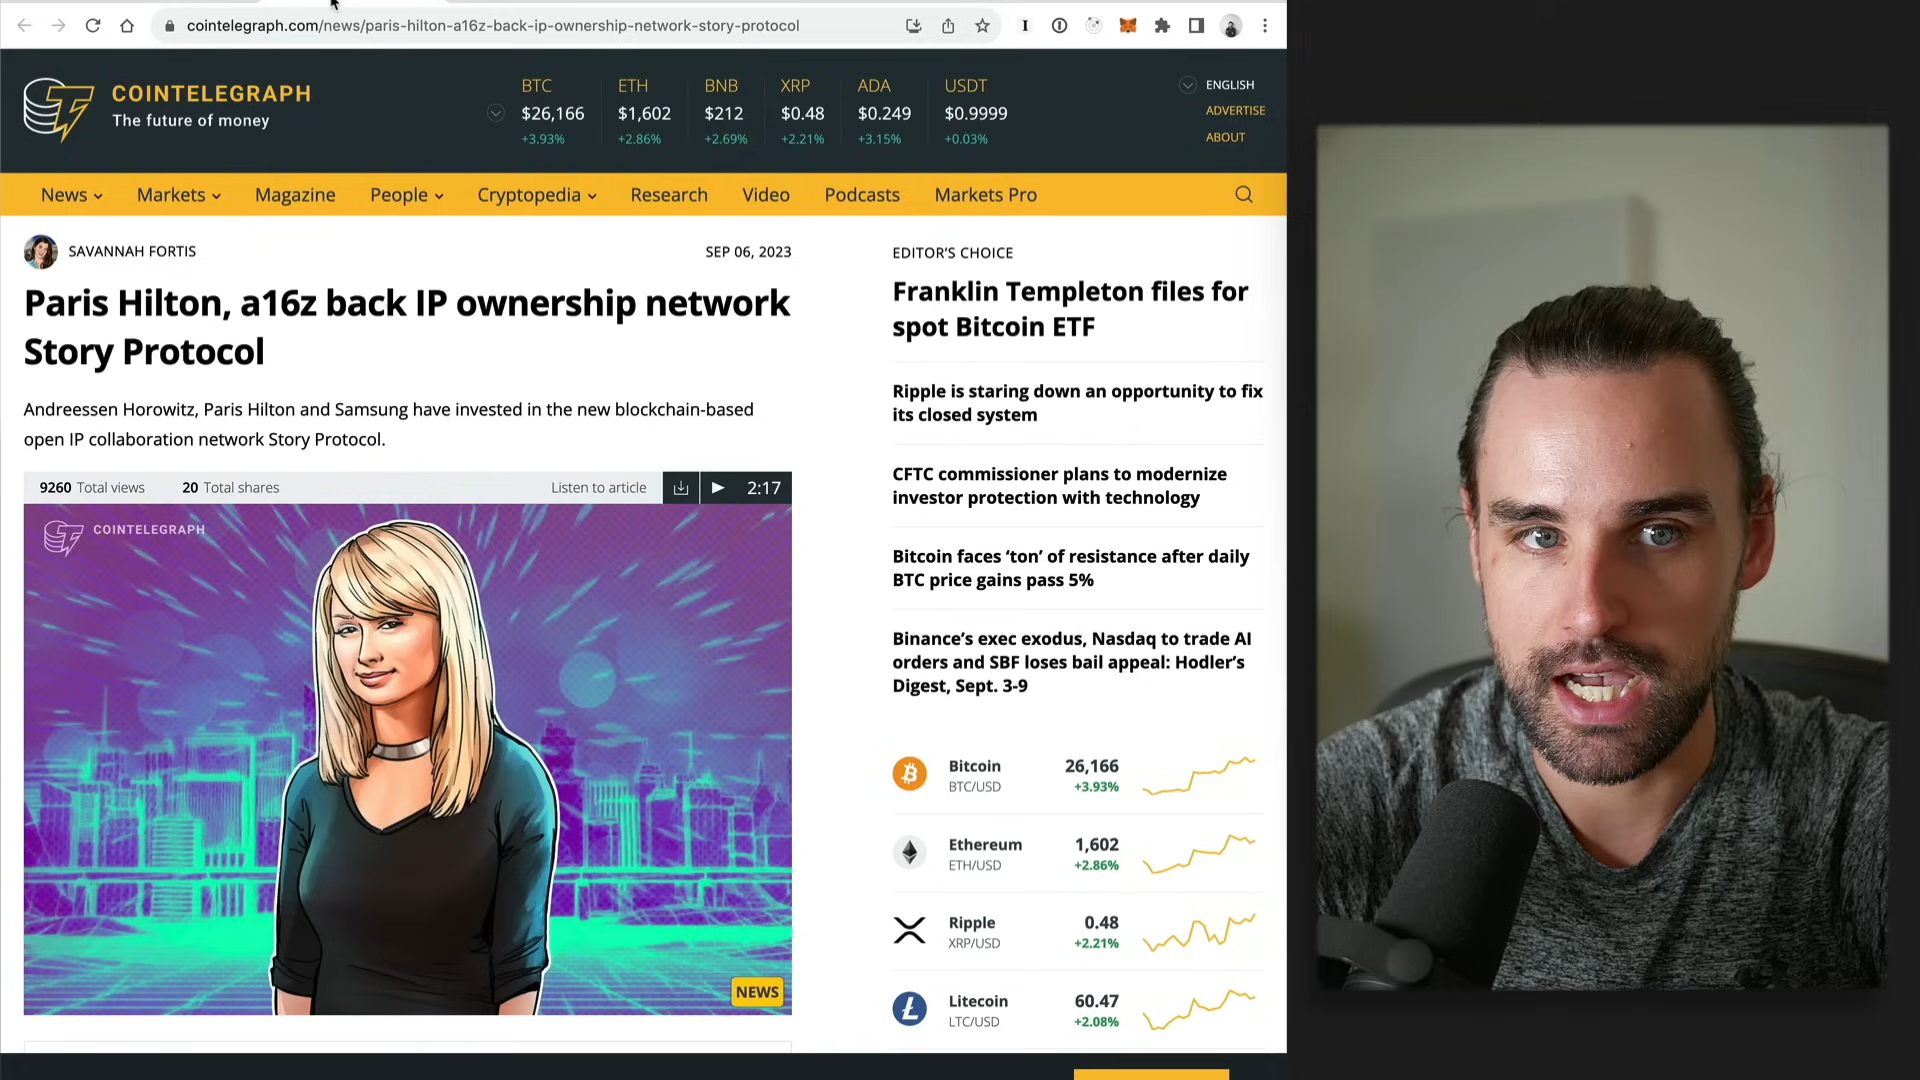 cointelegraph.com/news/paris-hilton-a16z-back-ip-ownership-network-story-protocol
COINTELEGRAPH
The future of money
BTC
$26,166
+3.93%
ETH
$1,602
+2.86%
BNB
$212
+2.69%
XRP
$0.48
+2.21%
ADA
$0.249
+3.15%
USDT
$0.9999
+0.03%
ENGLISH
ADVERTISE
ABOUT
News Markets Magazine People Cryptopedia Research Video Podcasts Markets Pro
SAVANNAH FORTIS SEP 06, 2023
Paris Hilton, a16z back IP ownership network
Story Protocol
Andreessen Horowitz, Paris Hilton and Samsung have invested in the new blockchain-based
open IP collaboration network Story Protocol.
9260 Total views 20 Total shares Listen to article 2:17
COINTELEGRAPH
NEWS
EDITOR'S CHOICE
Franklin Templeton files for
spot Bitcoin ETF
Ripple is staring down an opportunity to fix
its closed system
CFTC commissioner plans to modernize
investor protection with technology
Bitcoin faces ‘ton’ of resistance after daily
BTC price gains pass 5%
Binance’s exec exodus, Nasdaq to trade AI
orders and SBF loses bail appeal: Hodler’s
Digest, Sept. 3-9
Bitcoin 26,166
BTC/USD +3.93%
Ethereum 1,602
ETH/USD +2.86%
Ripple 0.48
XRP/USD +2.21%
Litecoin 60.47
LTC/USD +2.08%